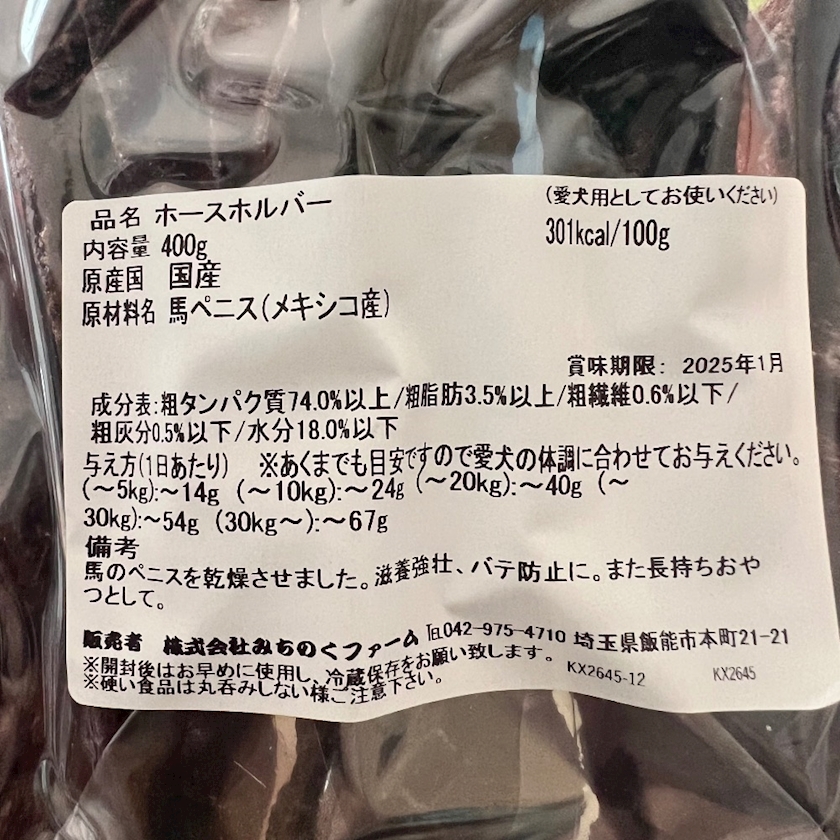 品名 ホースホルバー
(愛犬用としてお使いください)
内容量 400g
301kcal/100g
原産国 国産
原材料名 馬ペニス(メキシコ産)
賞味期限: 2025年1月
成分表:粗タンパク質74.0%以上/粗脂肪3.5%以上/粗繊維0.6%以下/
粗灰分0.5%以下/水分18.0%以下
与え方(1日あたり) ※あくまでも目安ですので愛犬の体調に合わせてお与えください。
(～5kg):～14g (～10kg):～24g (～20kg):～40g (～
30kg):～54g (30kg～):～67g
備考
馬のペニスを乾燥させました。滋養強壮、バテ防止に。また長持ちおや
つとして。
販売者 株式会社みちのくファーム ℡042-975-4710 埼玉県飯能市本町21-21
※開封後はお早めに使用し、冷蔵保存をお願い致します。
※硬い食品は丸呑みしない様ご注意下さい。
KX2645-12 KX2645